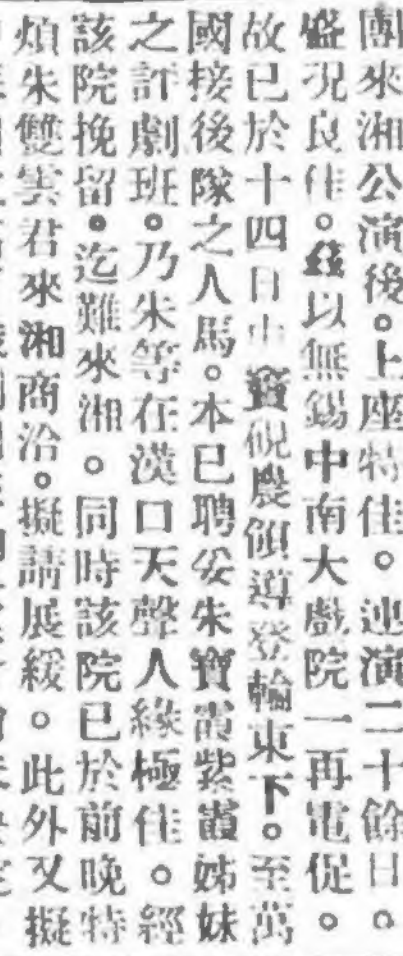 團來湘公演後。上座特佳。連演二十餘日。
盛况良佳。茲以無錫中南大戲院一再電促。
故已於十四日由竇硯農領導登輪東下。至萬
國接後隊之人馬。本已聘妥朱寶霞紫霞姊妹
之評劇班。乃朱等在漢口天聲人緣極佳。經
該院挽留。迄難來湘。同時該院已於前晚特
煩朱雙雲君來湘商洽。擬請展緩。此外又擬